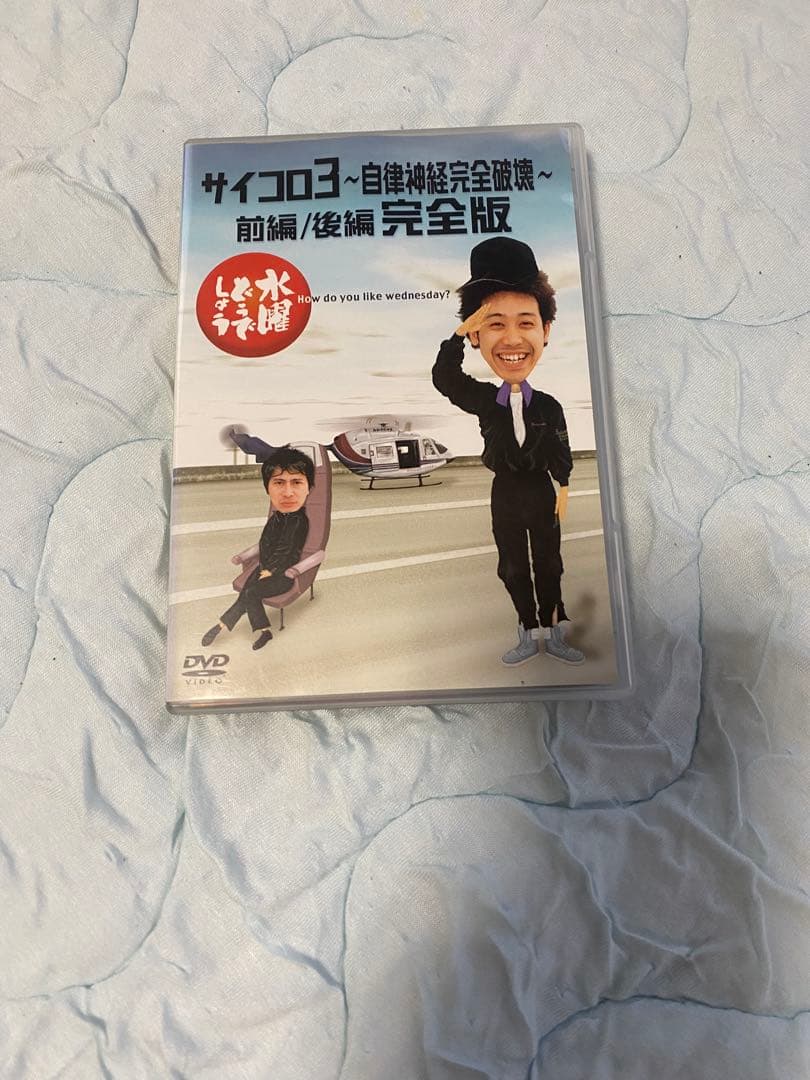 サイコロ3～自律神経完全破壊～
前編/後編 完全版
水曜
どうで
しょう
How do you like wednesday?
DVD
VIDEO